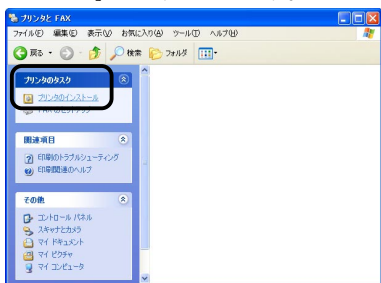 プリンタと FAX
ファイル(F) 編集(E) 表示(V) お気に入り(A) ツール(T) ヘルプ(H)
戻る 検索 フォルダ
プリンタのタスク
プリンタのインストール
関連項目
印刷のトラブルシューティング
印刷関連のヘルプ
その他
コントロール パネル
スキャナとカメラ
マイ ドキュメント
マイ ピクチャ
マイ コンピュータ